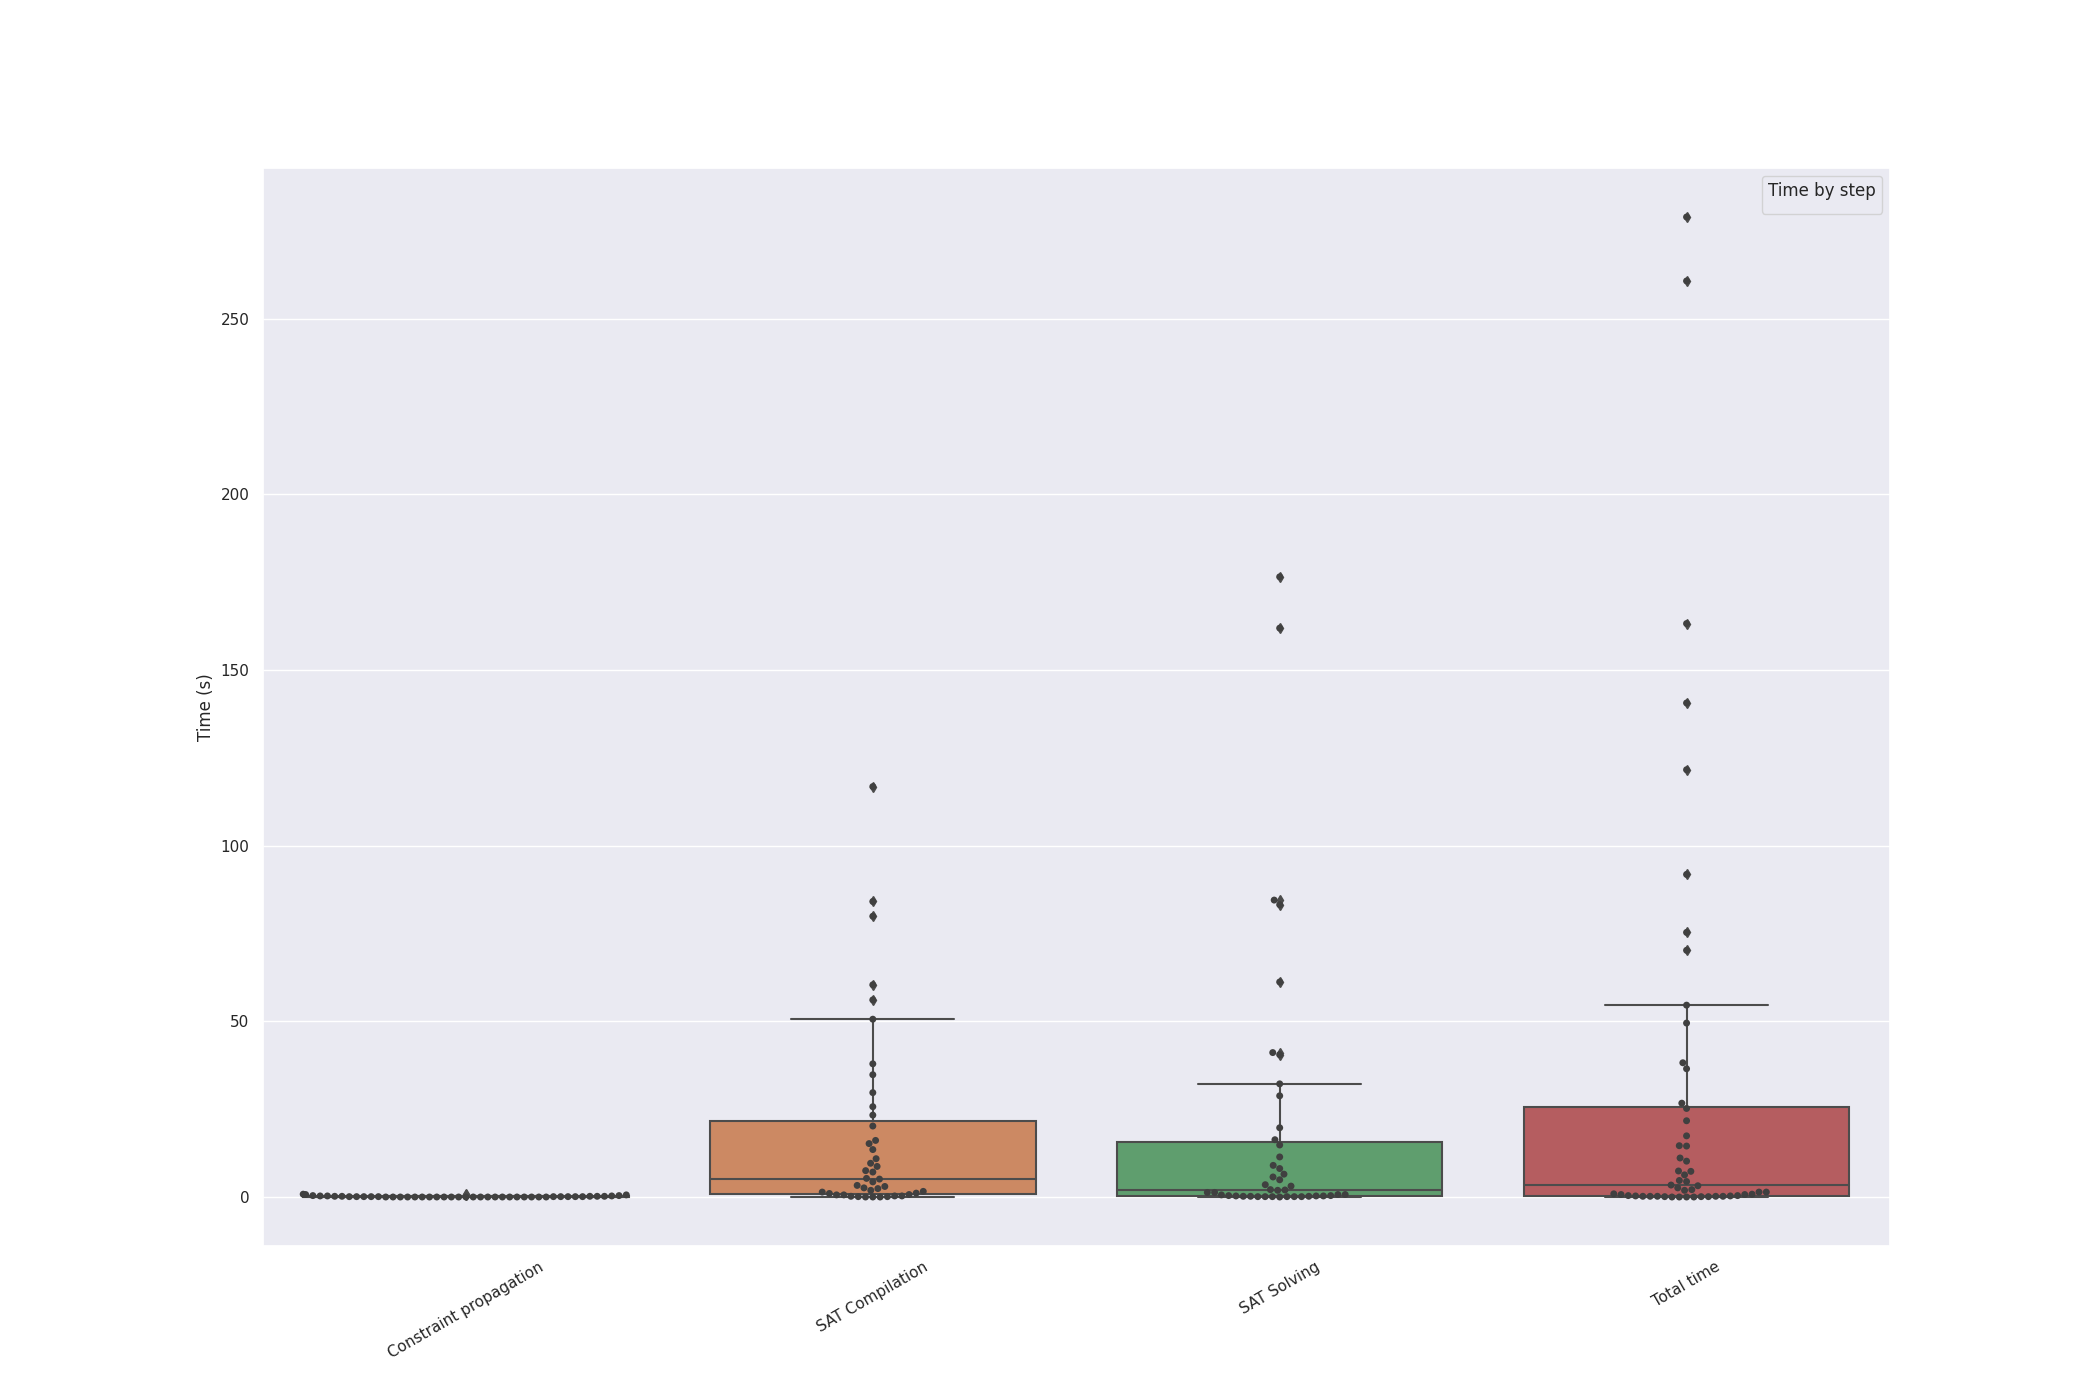 Time by step
250
200
150
100
50
0
Time (s)
Constraint propagation
SAT Compilation
SAT Solving
Total time